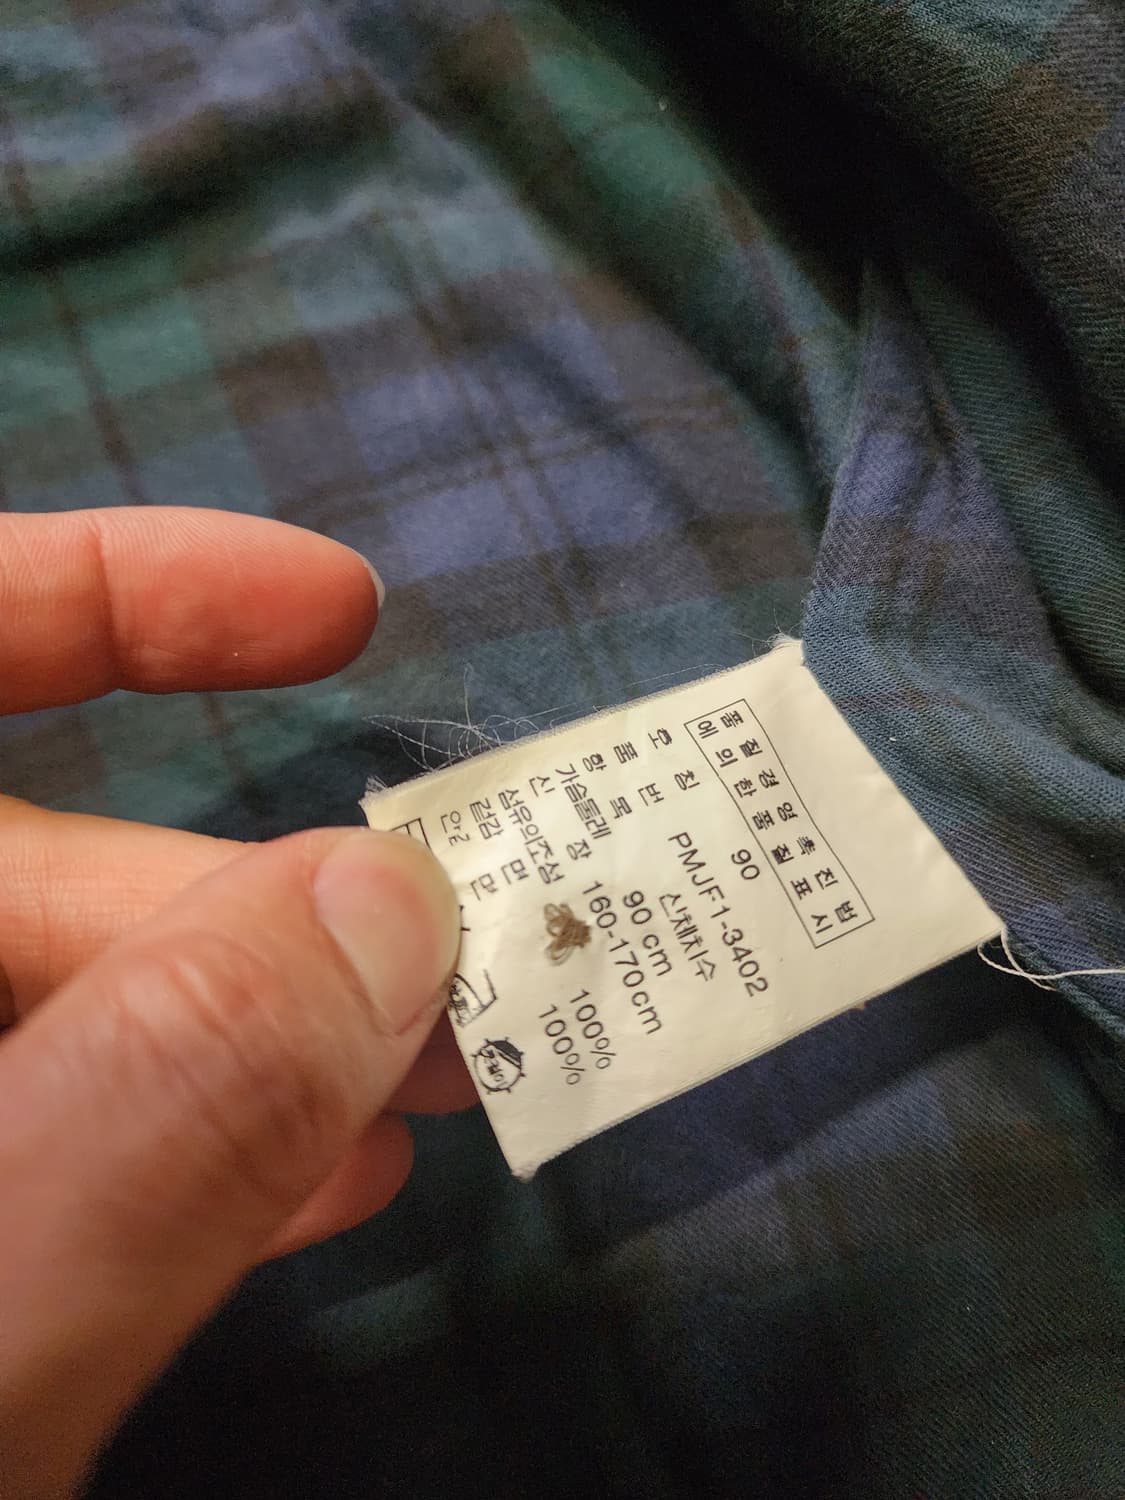 품질경영촉진법
에 의한 품질표시
호칭 90
품번 PMJF1-3402
항목 신체치수
가슴둘레 90 cm
신장 160-170cm
섬유의조성
겉감 면 100%
안 면 100%